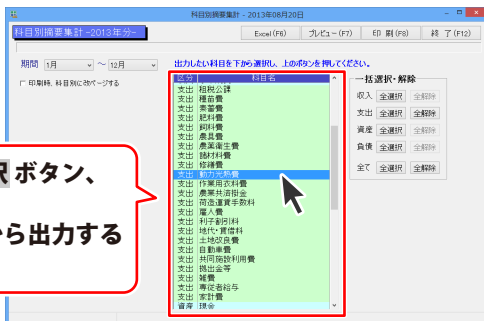 科目別摘要集計 - 2013年08月20日
科目別摘要集計 -2013年分-
Excel(F6) プレビュー(F7) 印 刷(F8) 終 了(F12)
期間 1月 ~ 12月
出力したい科目を下から選択し、上のボタンを押してください。
印刷時、科目別に改ページする
区分 科目名
支出 租税公課
支出 種苗費
支出 素畜費
支出 肥料費
支出 飼料費
支出 農具費
支出 農薬衛生費
支出 諸材料費
支出 修繕費
支出 動力光熱費
支出 作業用衣料費
支出 農業共済掛金
支出 荷造運賃手数料
支出 雇人費
支出 利子割引料
支出 地代・賃借料
支出 土地改良費
支出 自動車費
支出 共同施設利用費
支出 拠出金等
支出 雑費
支出 専従者給与
支出 家計費
資産 現金
一括選択・解除
収入 全選択 全解除
支出 全選択 全解除
資産 全選択 全解除
負債 全選択 全解除
全て 全選択 全解除
択 ボタン、
から出力する